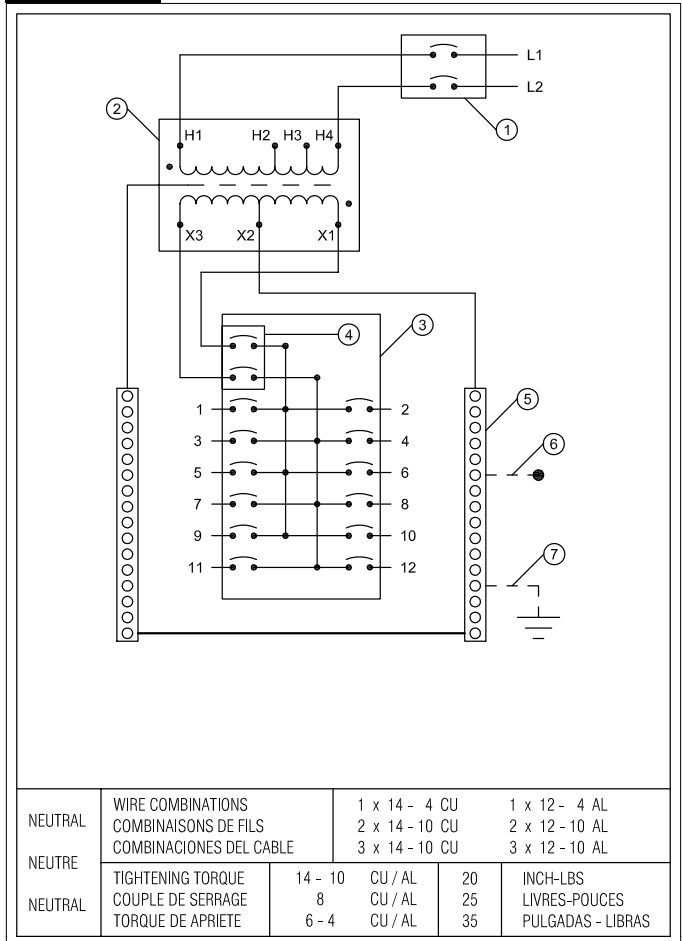 L1
L2
2
1
H1 H2 H3 H4
X3 X2 X1
4
3
5
1 2
3 4
6
5 6
7 8
9 10
7
11 12
NEUTRAL
NEUTRE
NEUTRAL
WIRE COMBINATIONS 1 x 14 - 4 CU 1 x 12 - 4 AL
COMBINAISONS DE FILS 2 x 14 - 10 CU 2 x 12 - 10 AL
COMBINACIONES DEL CABLE 3 x 14 - 10 CU 3 x 12 - 10 AL
TIGHTENING TORQUE 14 - 10 CU / AL 20 INCH-LBS
COUPLE DE SERRAGE 8 CU / AL 25 LIVRES-POUCES
TORQUE DE APRIETE 6 - 4 CU / AL 35 PULGADAS - LIBRAS